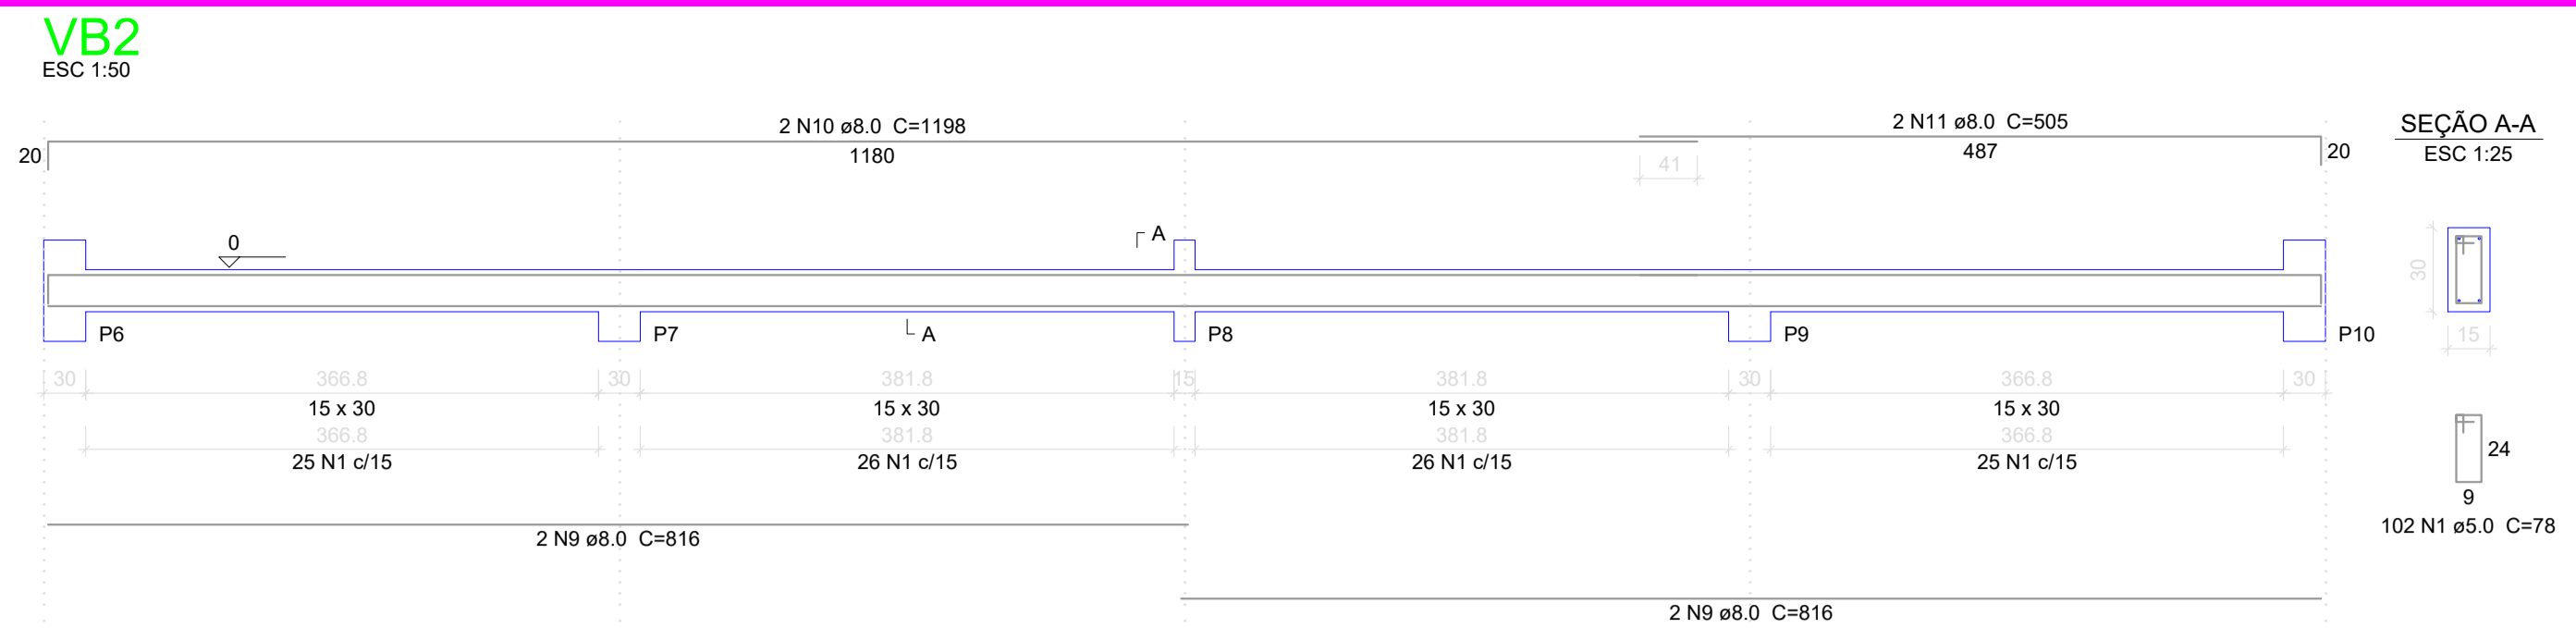 VB2
ESC 1:50
2 N10 ø8.0 C=1198
2 N11 ø8.0 C=505
SEÇÃO A-A
20
1180
41
487
20
ESC 1:25
0
A
30
P6
P7
A
P8
P9
P10
15
30
366.8
30
381.8
15
381.8
30
366.8
30
15 x 30
15 x 30
15 x 30
15 x 30
366.8
381.8
381.8
366.8
25 N1 c/15
26 N1 c/15
26 N1 c/15
25 N1 c/15
24
9
102 N1 ø5.0 C=78
2 N9 ø8.0 C=816
2 N9 ø8.0 C=816